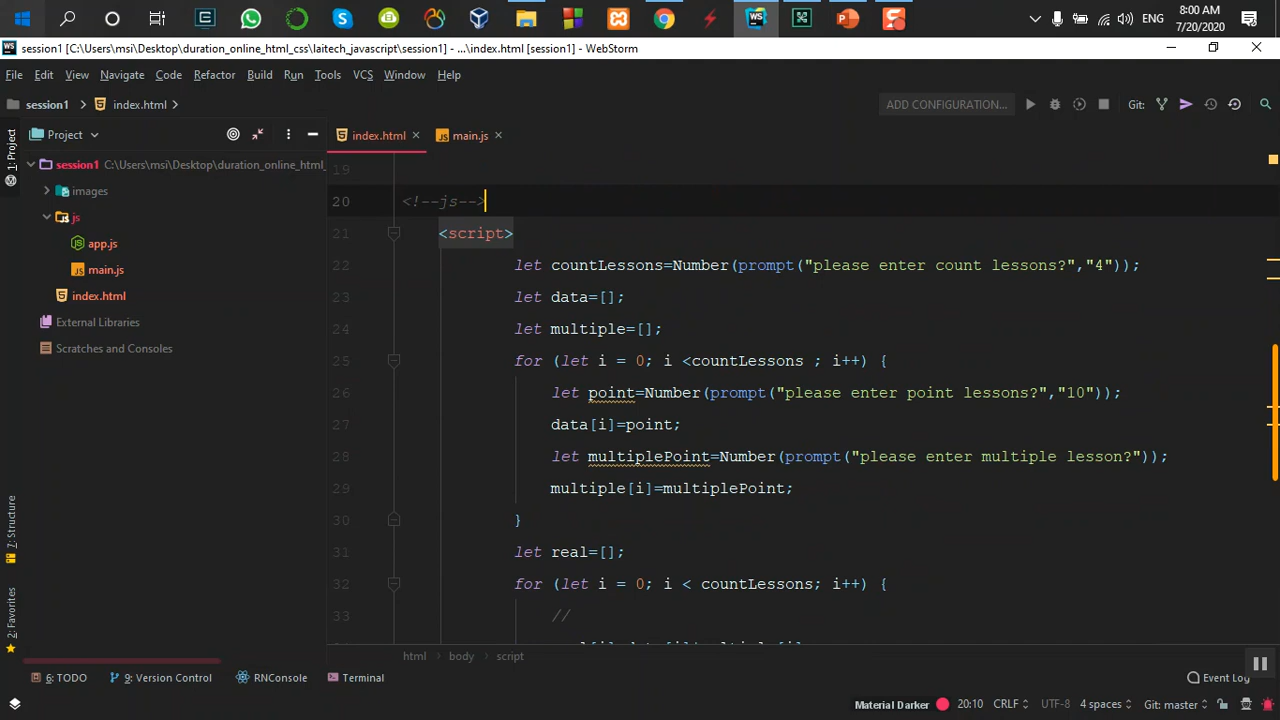 8:00 AM
ENG
7/20/2020
session1 [C:\Users\msi\Desktop\duration_online_html_css\laitech_javascript\session1] - ...\index.html [session1] - WebStorm
File Edit View Navigate Code Refactor Build Run Tools VCS Window Help
session1 index.html ADD CONFIGURATION... Git:
Project index.html main.js
1: Project
session1 C:\Users\msi\Desktop\duration_online_html_
images
js
app.js
main.js
index.html
External Libraries
Scratches and Consoles
7: Structure
2: Favorites
19
20 <!--js-->
21 <script>
22 let countLessons=Number(prompt("please enter count lessons?","4"));
23 let data=[];
24 let multiple=[];
25 for (let i = 0; i <countLessons ; i++) {
26 let point=Number(prompt("please enter point lessons?","10"));
27 data[i]=point;
28 let multiplePoint=Number(prompt("please enter multiple lesson?"));
29 multiple[i]=multiplePoint;
30 }
31 let real=[];
32 for (let i = 0; i < countLessons; i++) {
33 //
html body script
6: TODO 9: Version Control RNConsole Terminal Event Log
Material Darker 20:10 CRLF UTF-8 4 spaces Git: master